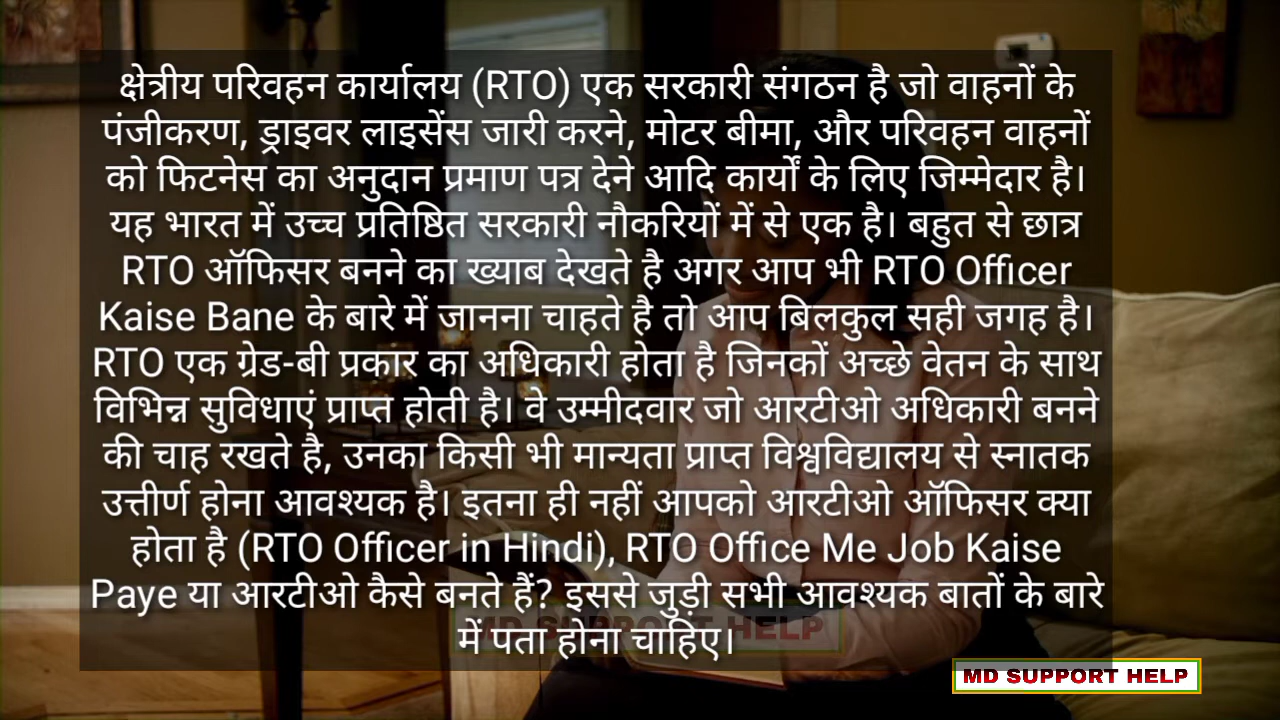 क्षेत्रीय परिवहन कार्यालय (RTO) एक सरकारी संगठन है जो वाहनों के
पंजीकरण, ड्राइवर लाइसेंस जारी करने, मोटर बीमा, और परिवहन वाहनों
को फिटनेस का अनुदान प्रमाण पत्र देने आदि कार्यों के लिए जिम्मेदार है।
यह भारत में उच्च प्रतिष्ठित सरकारी नौकरियों में से एक है। बहुत से छात्र
RTO ऑफिसर बनने का ख्याब देखते है अगर आप भी RTO Officer
Kaise Bane के बारे में जानना चाहते है तो आप बिलकुल सही जगह है।
RTO एक ग्रेड-बी प्रकार का अधिकारी होता है जिनकों अच्छे वेतन के साथ
विभिन्न सुविधाएं प्राप्त होती है। वे उम्मीदवार जो आरटीओ अधिकारी बनने
की चाह रखते है, उनका किसी भी मान्यता प्राप्त विश्वविद्यालय से स्नातक
उत्तीर्ण होना आवश्यक है। इतना ही नहीं आपको आरटीओ ऑफिसर क्या
होता है (RTO Officer in Hindi), RTO Office Me Job Kaise
Paye या आरटीओ कैसे बनते हैं? इससे जुड़ी सभी आवश्यक बातों के बारे
में पता होना चाहिए।
MD SUPPORT HELP
MD SUPPORT HELP